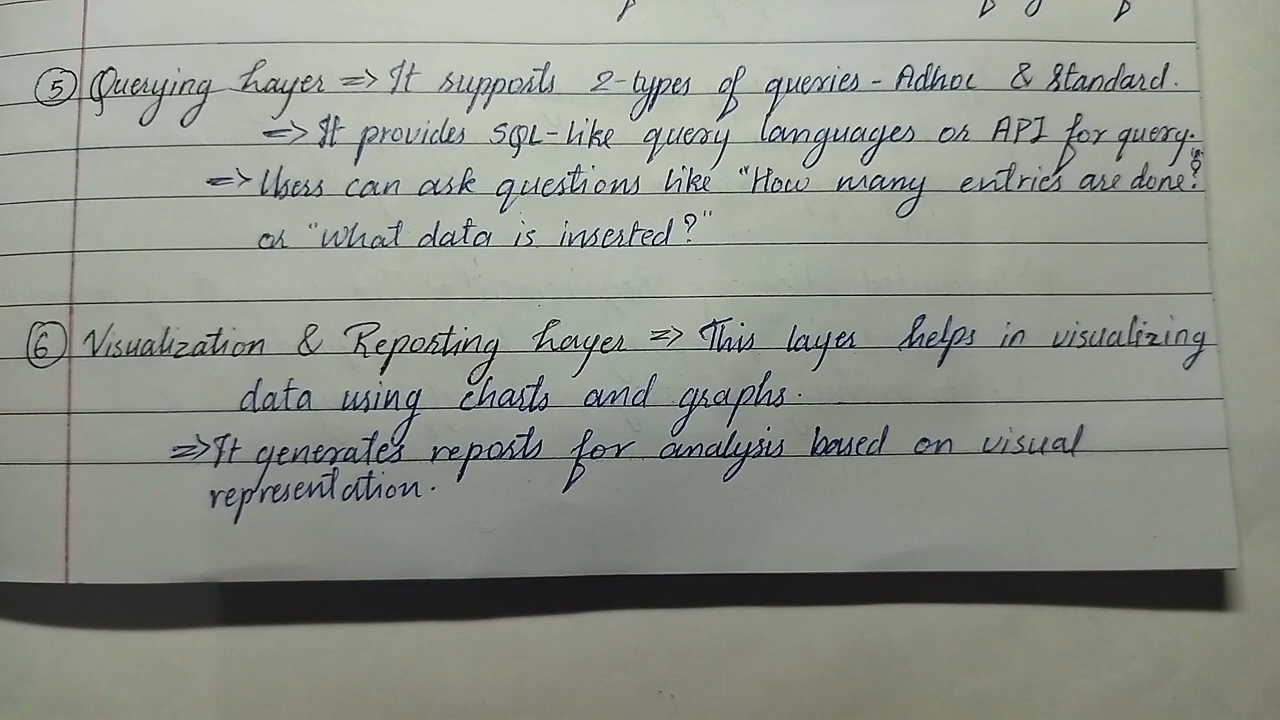 ⑤ Querying Layer => It supports 2-types of queries - Adhoc & Standard.
=> It provides SQL-like query languages or API for query.
=> Users can ask questions like "How many entries are done?"
or "What data is inserted?"
⑥ Visualization & Reporting Layer => This layer helps in visualizing
data using charts and graphs.
=> It generates reports for analysis based on visual
representation.